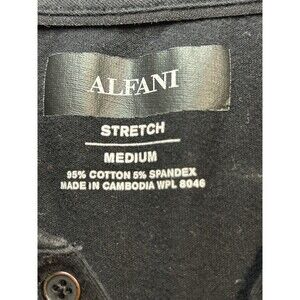 ALFANI
STRETCH
MEDIUM
95% COTTON 5% SPANDEX
MADE IN CAMBODIA WPL 8046